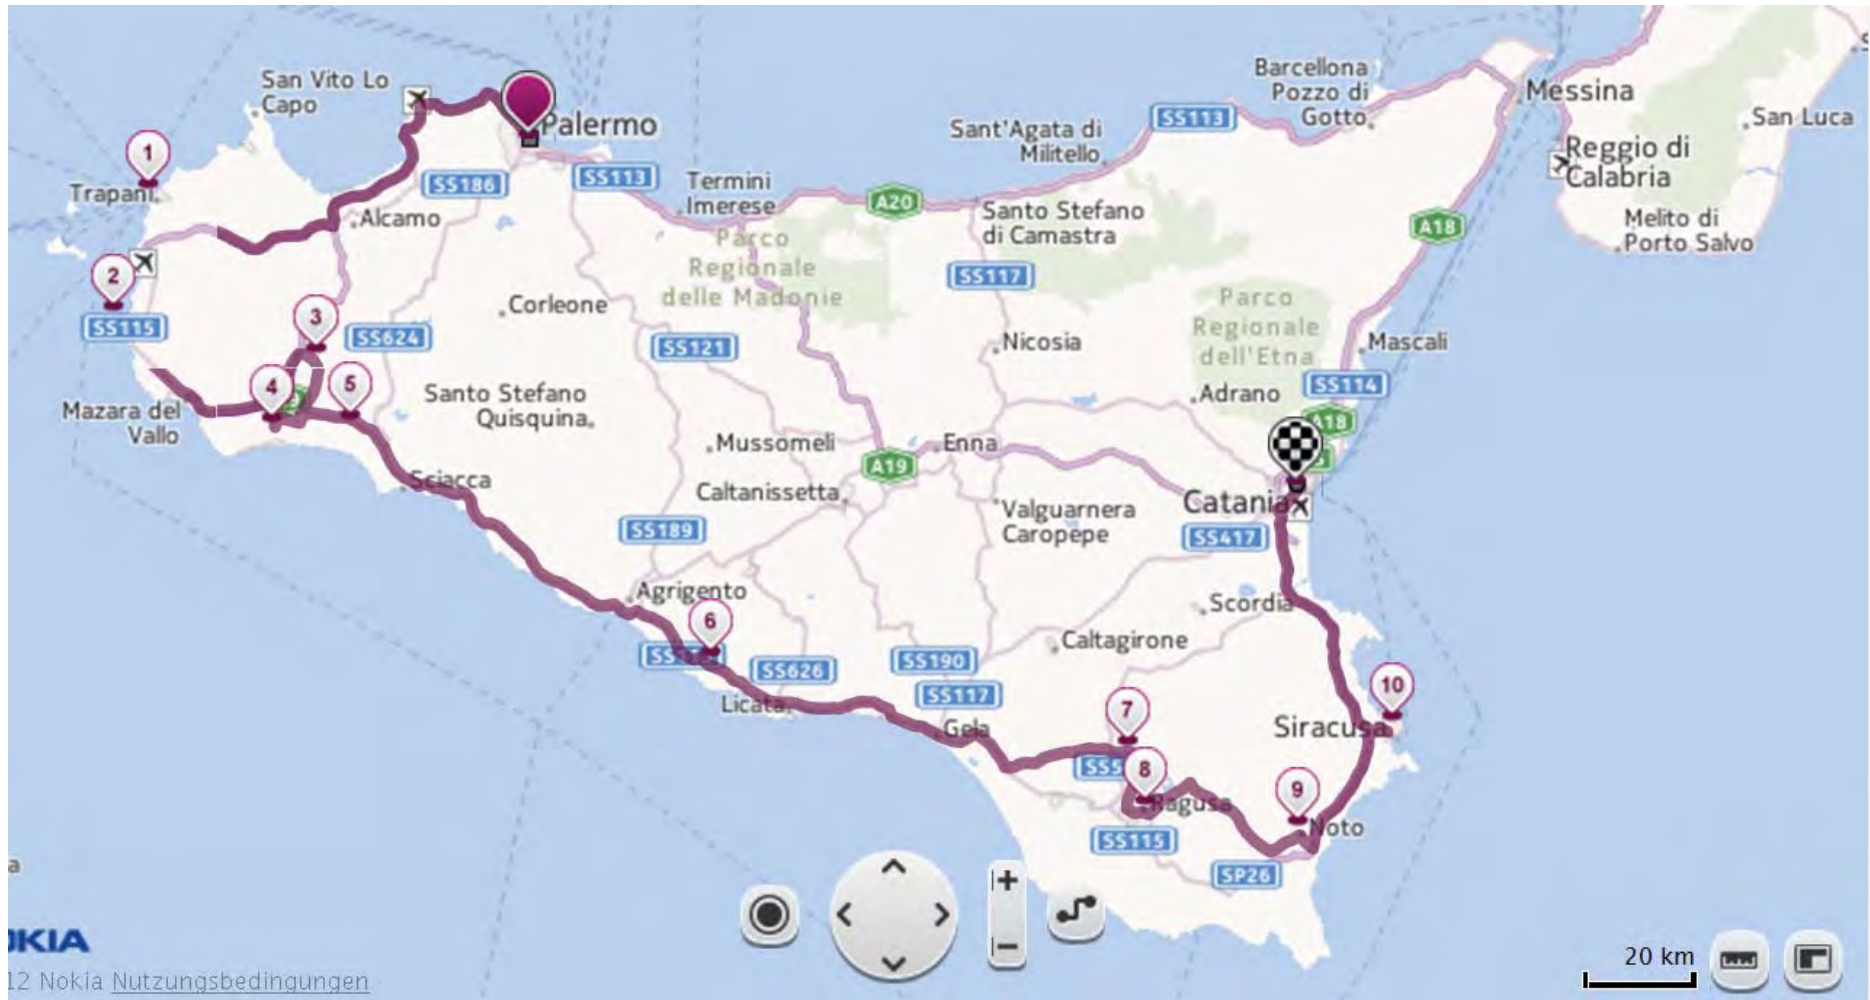 San Vito Lo
Capo
1
Trapani
Palermo
SS186
SS113
Alcamo
2
SS115
3
SS624
4
5
Mazara del
Vallo
Corleone
Termini
Imerese
Parco
Regionale
delle Madonie
A20
SS121
Santo Stefano
Quisquina
Sciacca
Mussomeli
Caltanissetta
A19
Enna
SS189
Agrigento
6
SS626
Licata
Sant'Agata di
Militello
SS113
Barcellona
Pozzo di
Gotto
Messina
San Luca
Reggio di
Calabria
Melito di
Porto Salvo
Santo Stefano
di Camastra
SS117
Nicosia
A18
Parco
Regionale
dell'Etna
Mascali
SS114
Adrano
A18
Catania
Valguarnera
Caropepe
SS417
Scordia
Caltagirone
SS190
SS117
Gela
7
8
Ragusa
SS115
9
Noto
SP26
10
Siracusa
20 km
Nokia Nutzungsbedingungen